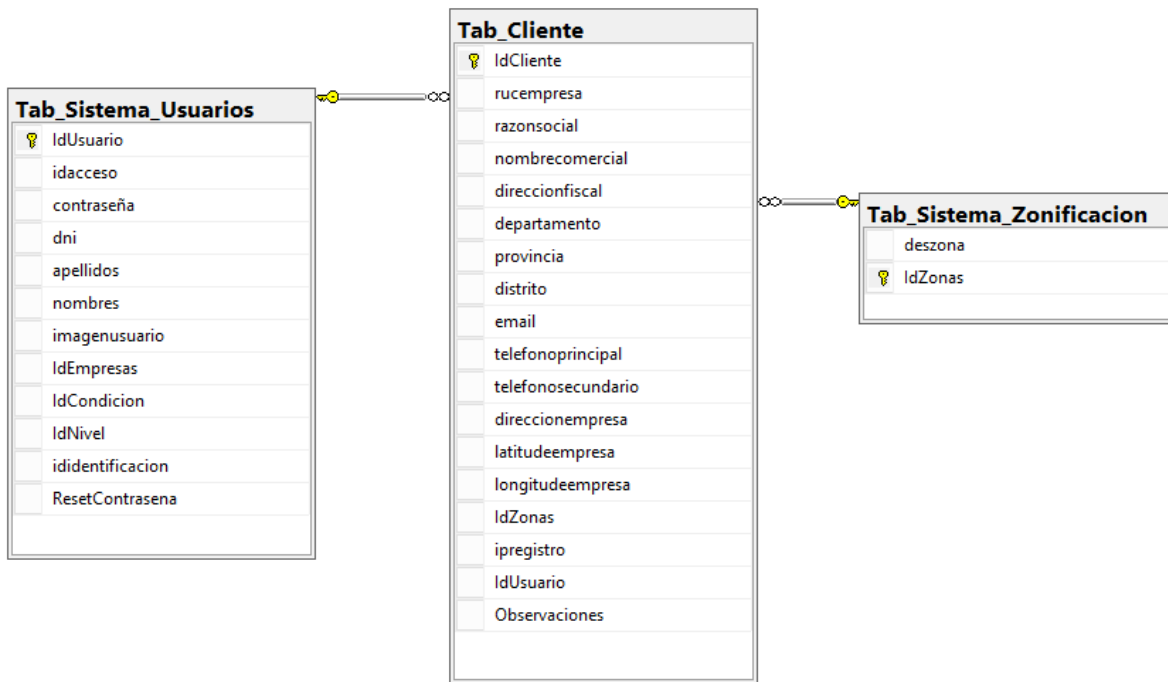 Tab_Sistema_Usuarios
IdUsuario
idacceso
contraseña
dni
apellidos
nombres
imagenusuario
IdEmpresas
IdCondicion
IdNivel
ididentificacion
ResetContrasena
Tab_Cliente
IdCliente
rucempresa
razonsocial
nombrecomercial
direccionfiscal
departamento
provincia
distrito
email
telefonoprincipal
telefonosecundario
direccionempresa
latitudeempresa
longitudeempresa
IdZonas
ipregistro
IdUsuario
Observaciones
Tab_Sistema_Zonificacion
deszona
IdZonas